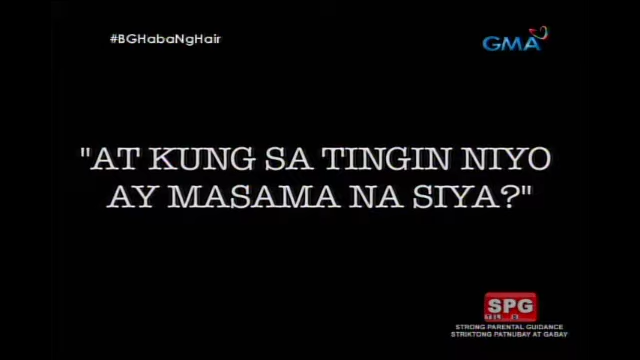 #BGHabaNgHair
GMA
"AT KUNG SA TINGIN NIYO
AY MASAMA NA SIYA?"
SPG
STRONG PARENTAL GUIDANCE
STRIKTONG PATNUBAY AT GABAY